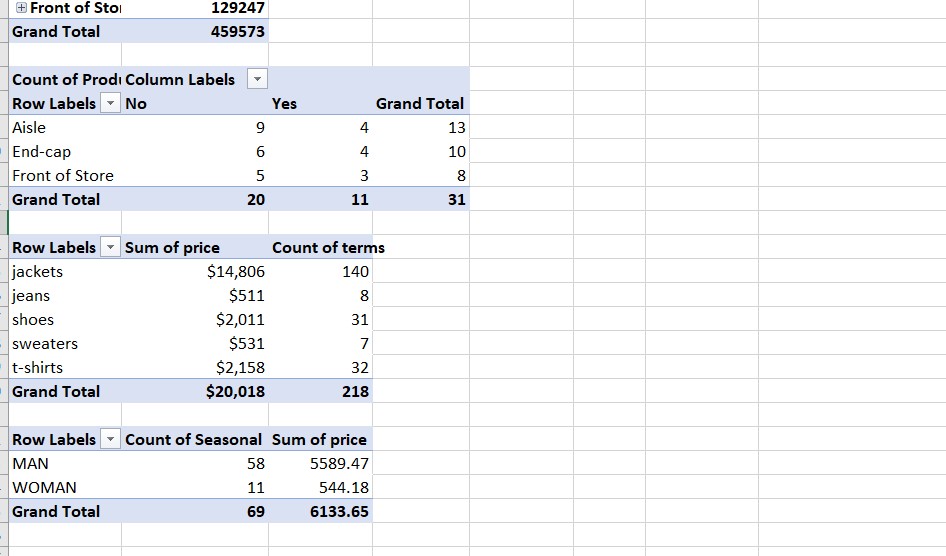 Front of Sto 129247
Grand Total 459573
Count of Prod Column Labels
Row Labels No Yes Grand Total
Aisle 9 4 13
End-cap 6 4 10
Front of Store 5 3 8
Grand Total 20 11 31
Row Labels Sum of price Count of terms
jackets $14,806 140
jeans $511 8
shoes $2,011 31
sweaters $531 7
t-shirts $2,158 32
Grand Total $20,018 218
Row Labels Count of Seasonal Sum of price
MAN 58 5589.47
WOMAN 11 544.18
Grand Total 69 6133.65